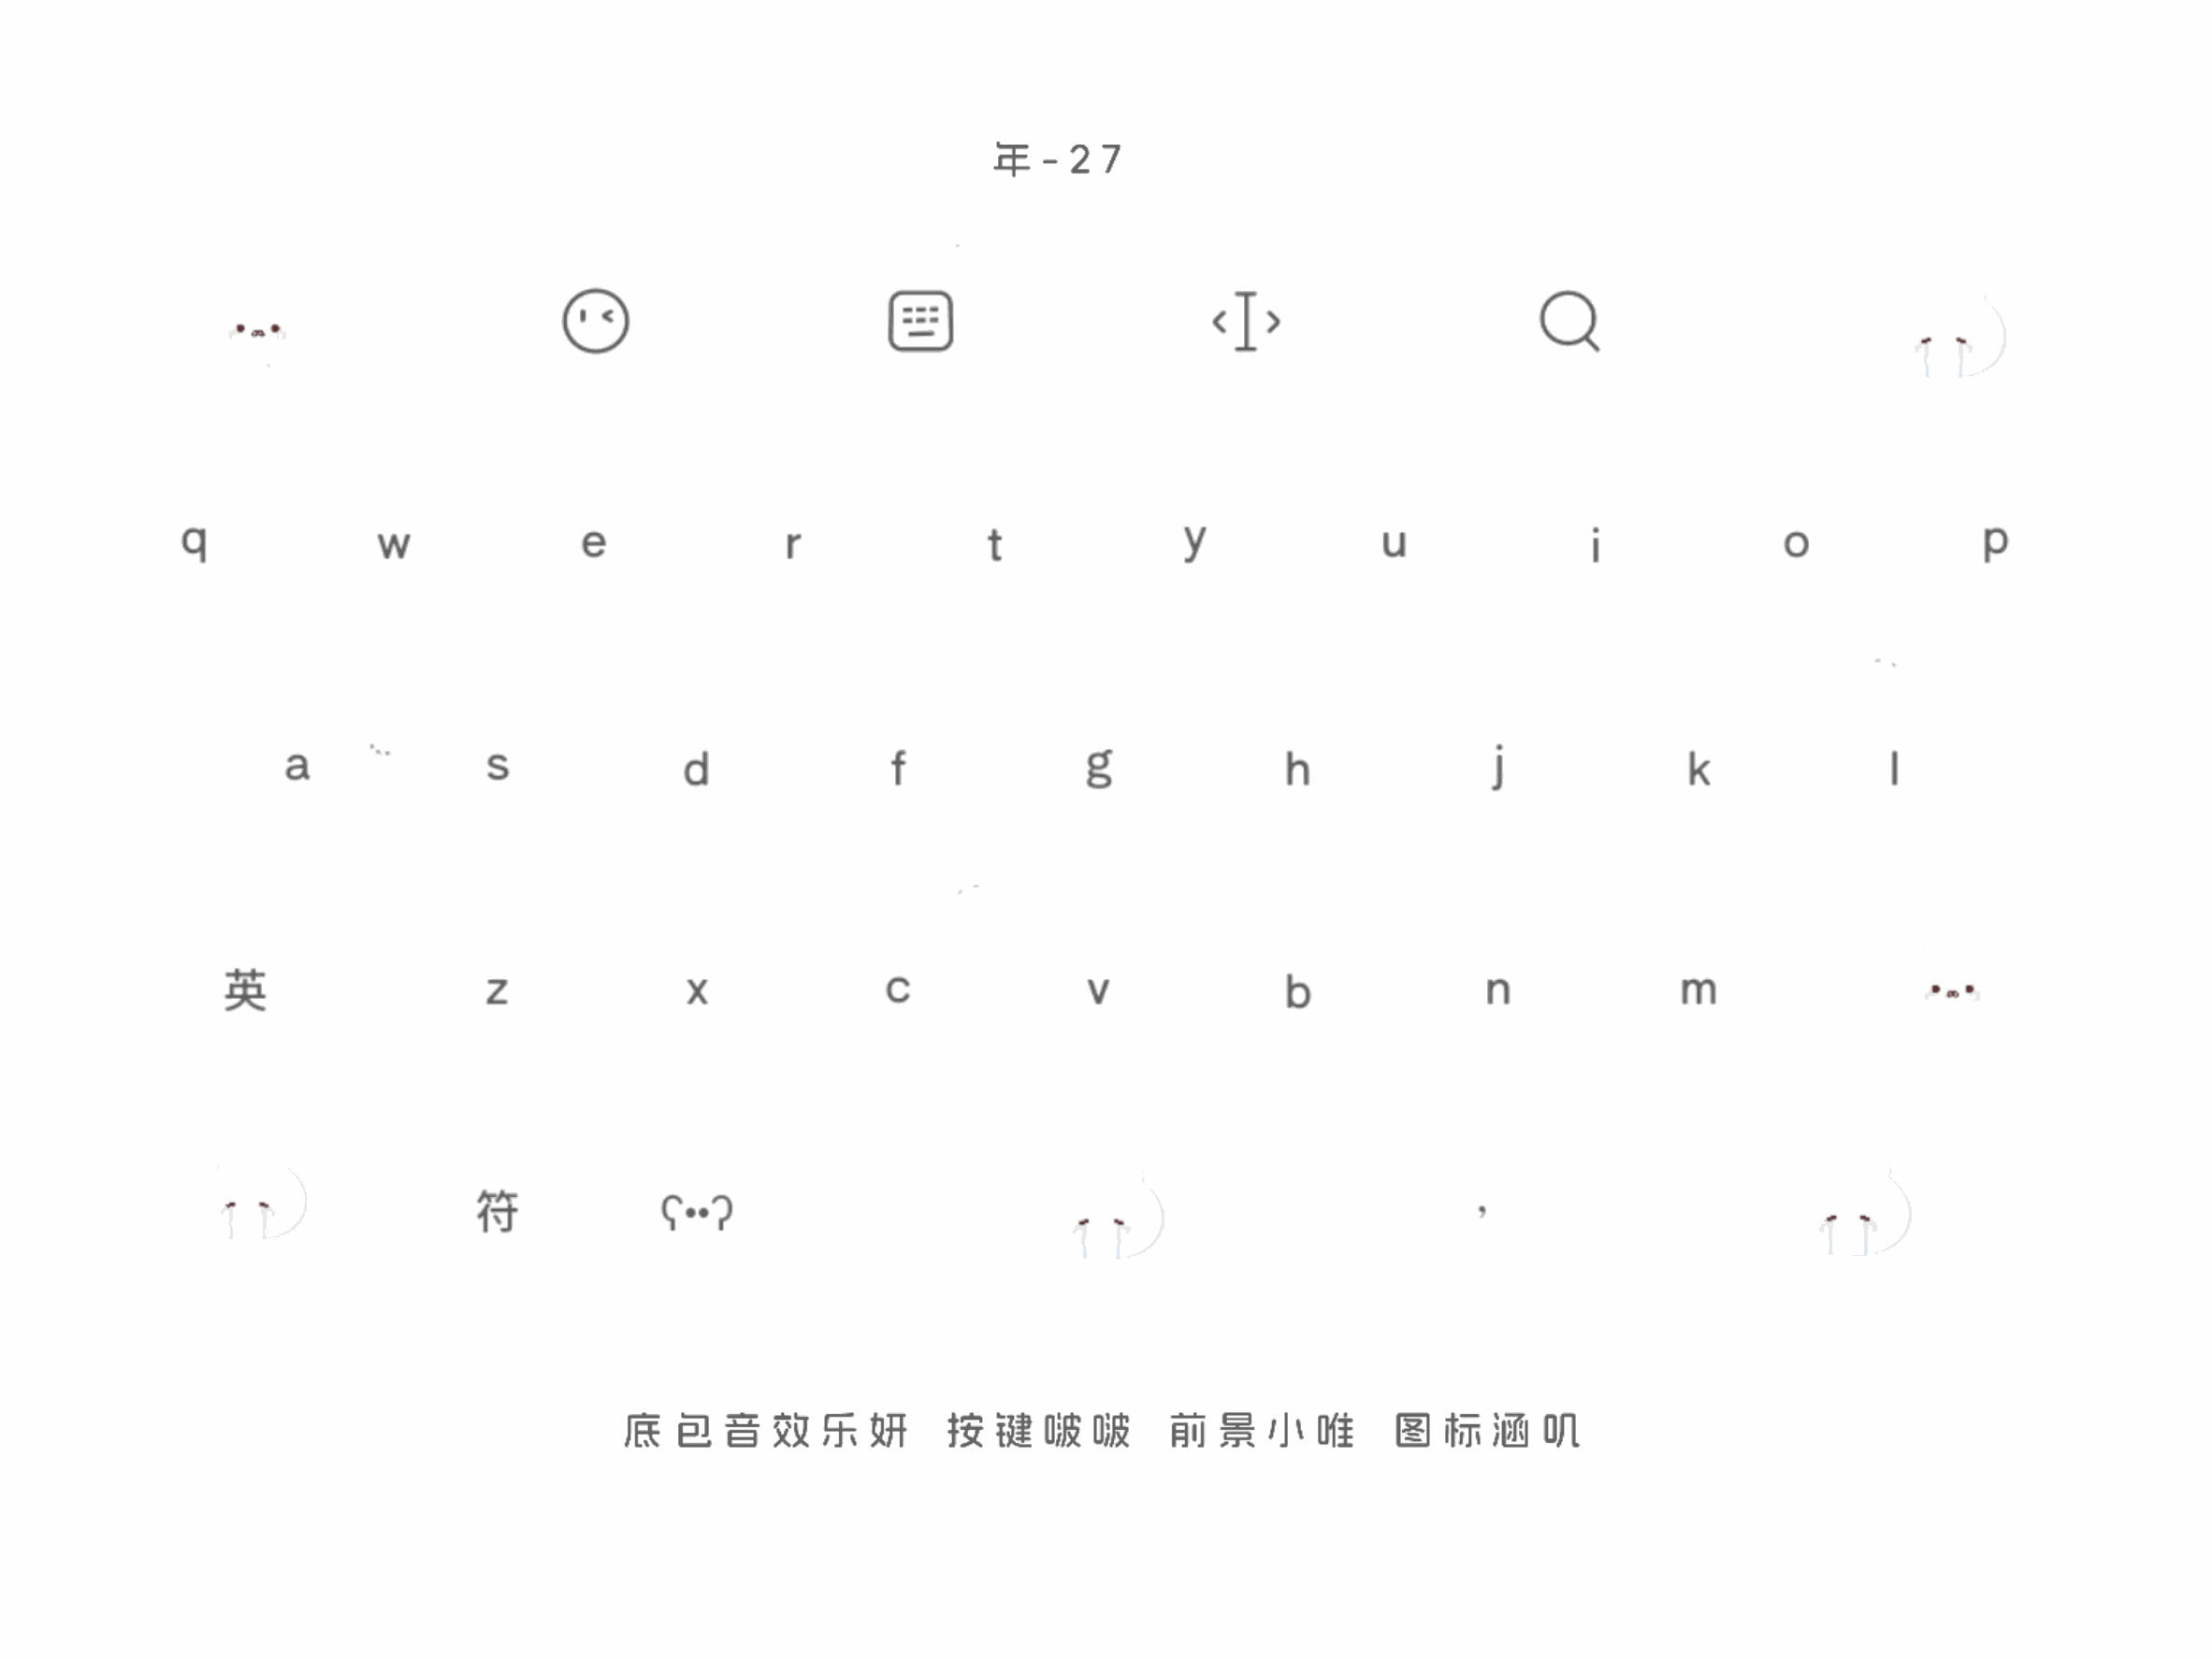 年-27
q w e r t y u i o p
a s d f g h j k l
英 z x c v b n m
符 ʕ••ʔ ，
底包音效乐妍 按键啵啵 前景小唯 图标涵叽